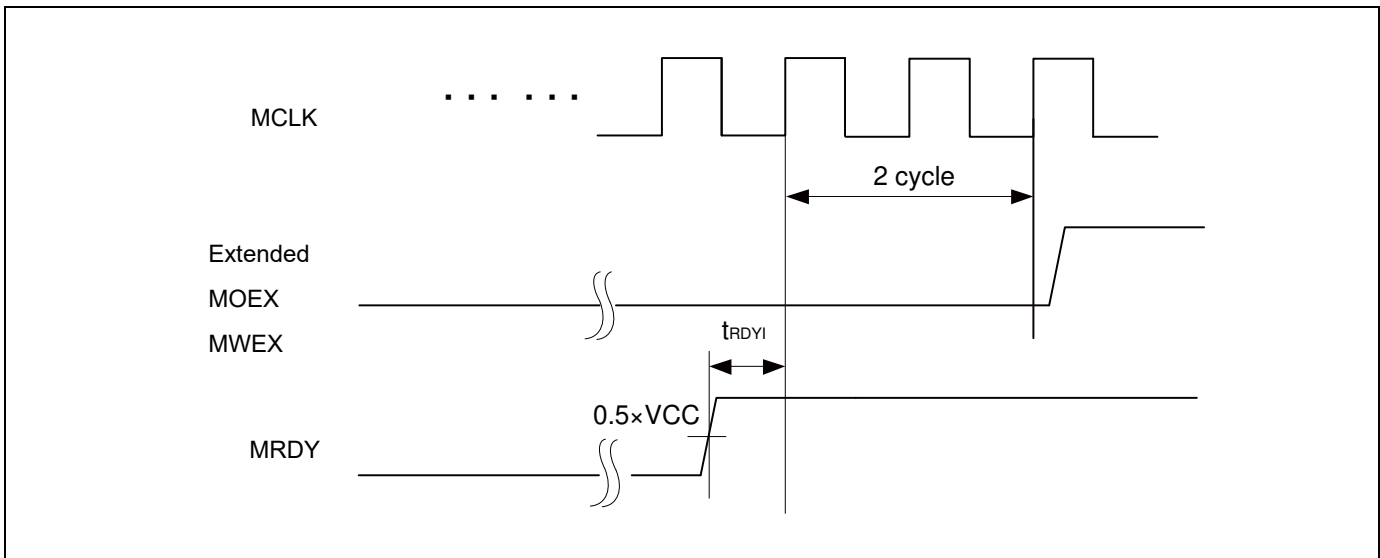 MCLK
. . . . . .
2 cycle
Extended
MOEX
MWEX
tRDYI
0.5×VCC
MRDY